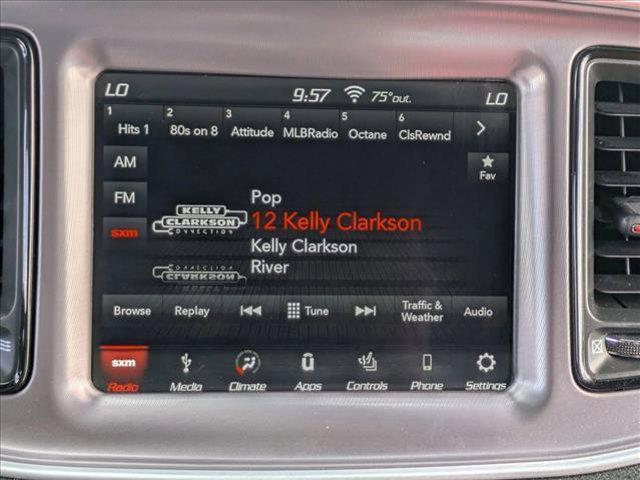 LO 9:57 75°out. LO
1 2 3 4 5 6
Hits 1 80s on 8 Attitude MLBRadio Octane ClsRewnd
AM
Fav
FM
Pop
KELLY
CLARKSON
CONNECTION
12 Kelly Clarkson
sxm
Kelly Clarkson
River
Browse Replay Tune Traffic & Weather Audio
sxm
Radio Media Climate Apps Controls Phone Settings